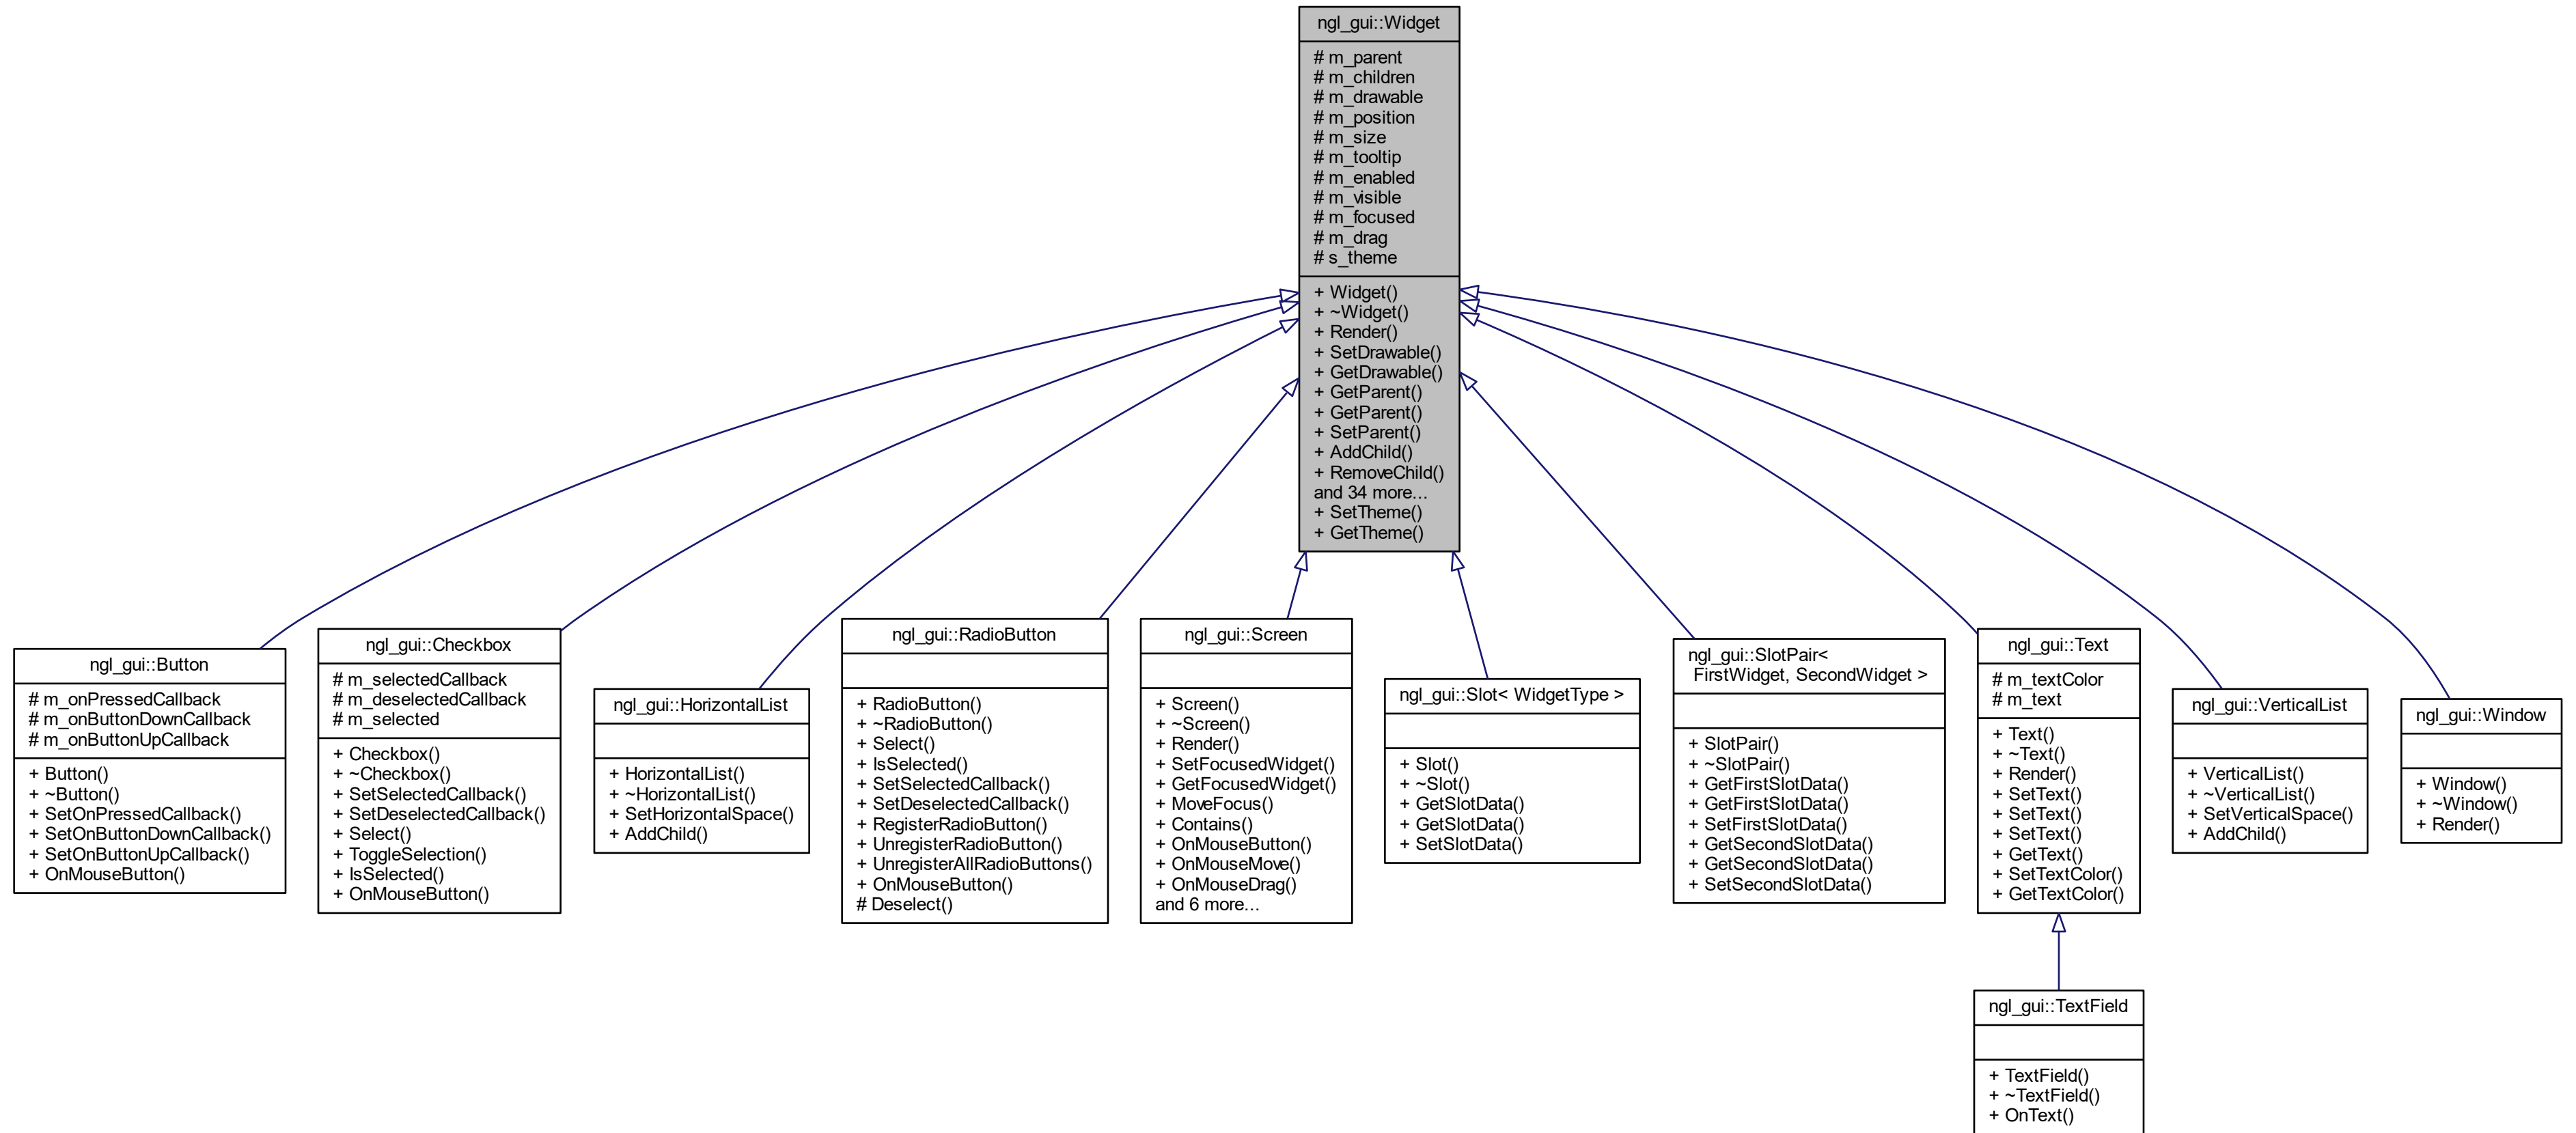 ngl_gui::Widget
# m_parent
# m_children
# m_drawable
# m_position
# m_size
# m_tooltip
# m_enabled
# m_visible
# m_focused
# m_drag
# s_theme
+ Widget()
+ ~Widget()
+ Render()
+ SetDrawable()
+ GetDrawable()
+ GetParent()
+ GetParent()
+ SetParent()
+ AddChild()
+ RemoveChild()
and 34 more...
+ SetTheme()
+ GetTheme()
ngl_gui::Button
# m_onPressedCallback
# m_onButtonDownCallback
# m_onButtonUpCallback
+ Button()
+ ~Button()
+ SetOnPressedCallback()
+ SetOnButtonDownCallback()
+ SetOnButtonUpCallback()
+ OnMouseButton()
ngl_gui::Checkbox
# m_selectedCallback
# m_deselectedCallback
# m_selected
+ Checkbox()
+ ~Checkbox()
+ SetSelectedCallback()
+ SetDeselectedCallback()
+ Select()
+ ToggleSelection()
+ IsSelected()
+ OnMouseButton()
ngl_gui::HorizontalList
+ HorizontalList()
+ ~HorizontalList()
+ SetHorizontalSpace()
+ AddChild()
ngl_gui::RadioButton
+ RadioButton()
+ ~RadioButton()
+ Select()
+ IsSelected()
+ SetSelectedCallback()
+ SetDeselectedCallback()
+ RegisterRadioButton()
+ UnregisterRadioButton()
+ UnregisterAllRadioButtons()
+ OnMouseButton()
# Deselect()
ngl_gui::Screen
+ Screen()
+ ~Screen()
+ Render()
+ SetFocusedWidget()
+ GetFocusedWidget()
+ MoveFocus()
+ Contains()
+ OnMouseButton()
+ OnMouseMove()
+ OnMouseDrag()
and 6 more...
ngl_gui::Slot< WidgetType >
+ Slot()
+ ~Slot()
+ GetSlotData()
+ GetSlotData()
+ SetSlotData()
ngl_gui::SlotPair<
FirstWidget, SecondWidget >
+ SlotPair()
+ ~SlotPair()
+ GetFirstSlotData()
+ GetFirstSlotData()
+ SetFirstSlotData()
+ GetSecondSlotData()
+ GetSecondSlotData()
+ SetSecondSlotData()
ngl_gui::Text
# m_textColor
# m_text
+ Text()
+ ~Text()
+ Render()
+ SetText()
+ SetText()
+ SetText()
+ GetText()
+ SetTextColor()
+ GetTextColor()
ngl_gui::VerticalList
+ VerticalList()
+ ~VerticalList()
+ SetVerticalSpace()
+ AddChild()
ngl_gui::Window
+ Window()
+ ~Window()
+ Render()
ngl_gui::TextField
+ TextField()
+ ~TextField()
+ OnText()